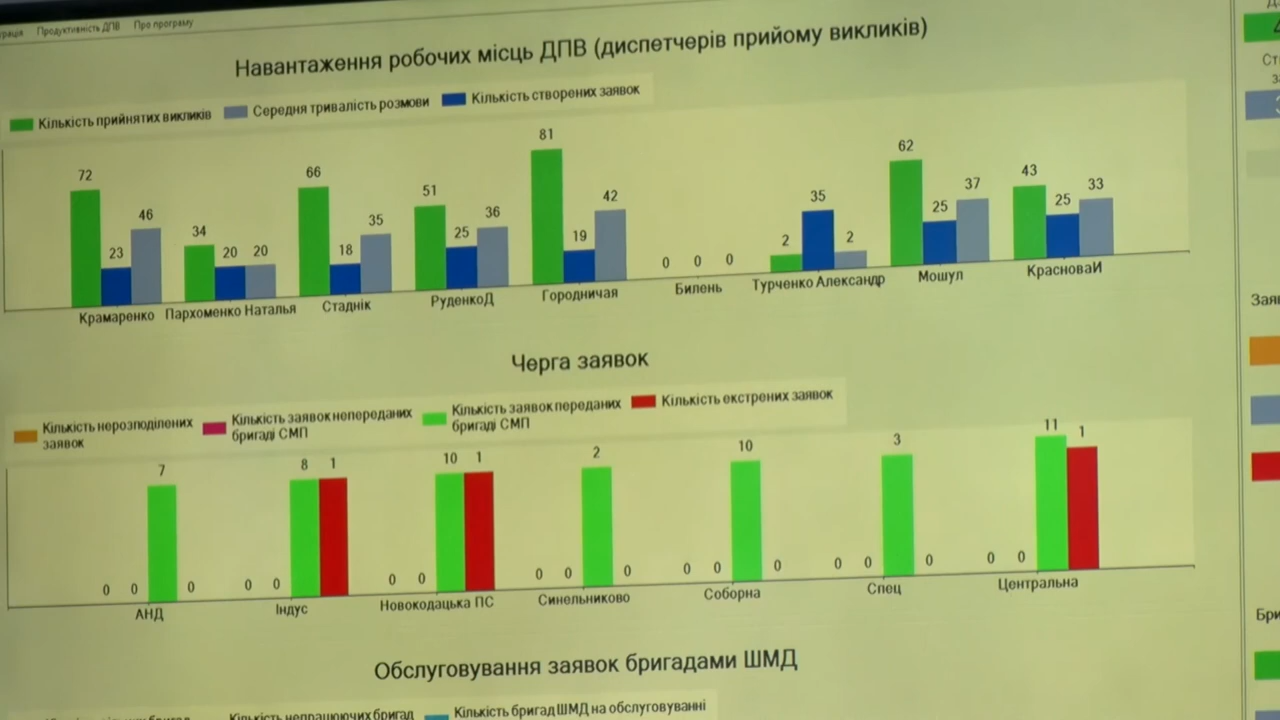 Продуктивність ДПВ Про програму
Навантаження робочих місць ДПВ (диспетчерів прийому викликів)
Кількість прийнятих викликів Середня тривалість розмови Кількість створених заявок
72 23 46 34 20 20 66 18 35 51 25 36 81 19 42 0 0 0 2 35 2 62 25 37 43 25 33
Крамаренко Пархоменко Наталья Стаднік РуденкоД Городничая Билень Турченко Александр Мошул КрасноваИ
Черга заявок
Кількість нерозподілених
заявок
Кількість заявок непереданих
бригаді СМП
Кількість заявок переданих
бригаді СМП
Кількість екстрених заявок
0 0 7 0 0 0 8 1 0 0 10 1 0 0 2 0 0 0 10 0 0 0 3 0 0 0 11 1
АНД Індус Новокодацька ПС Синельниково Соборна Спец Центральна
Обслуговування заявок бригадами ШМД
Кількість непрацюючих бригад Кількість бригад ШМД на обслуговуванні